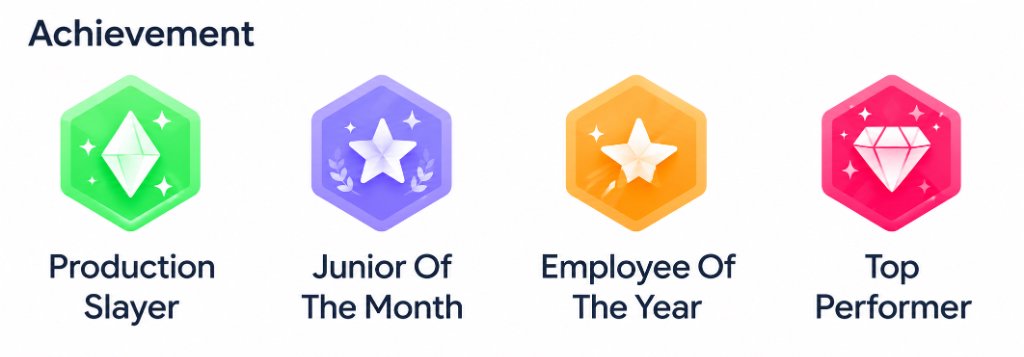 Achievement
Production
Slayer
Junior Of
The Month
Employee Of
The Year
Top
Performer